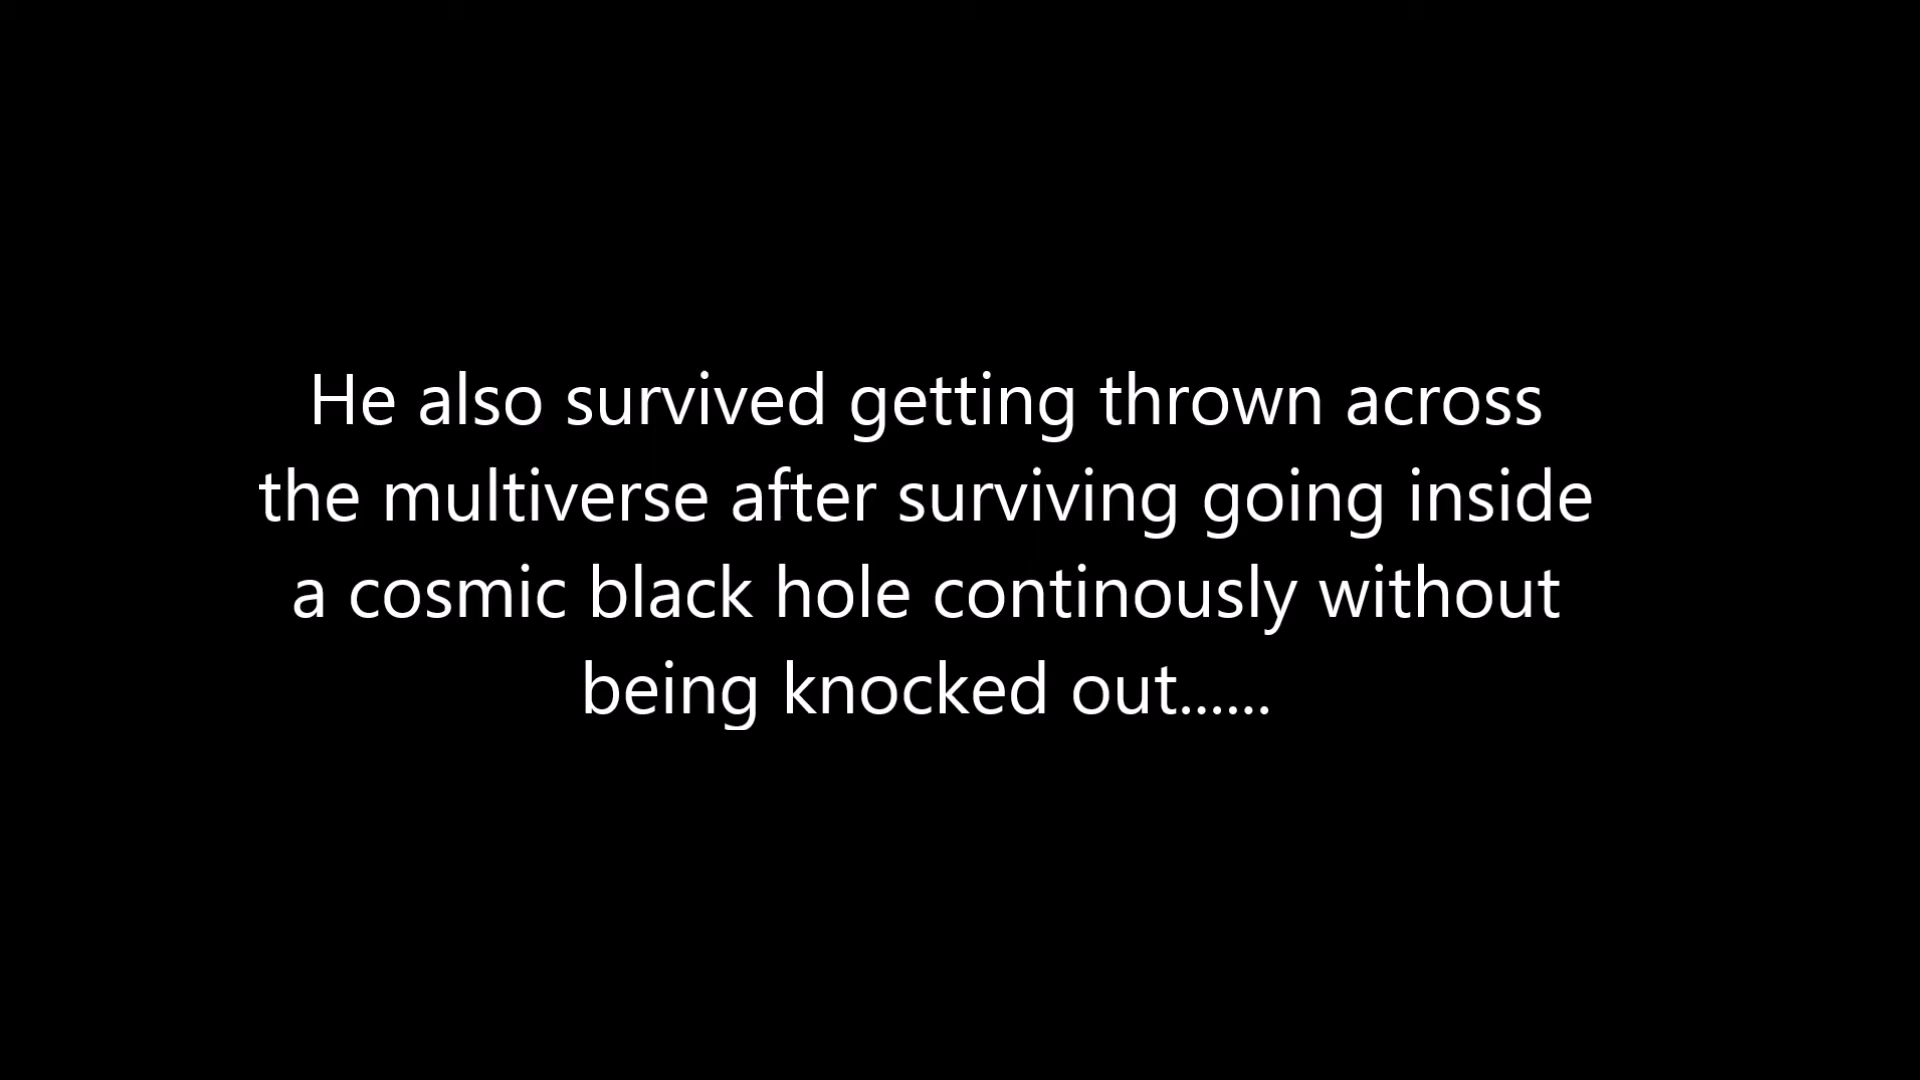 He also survived getting thrown across
the multiverse after surviving going inside
a cosmic black hole continously without
being knocked out......